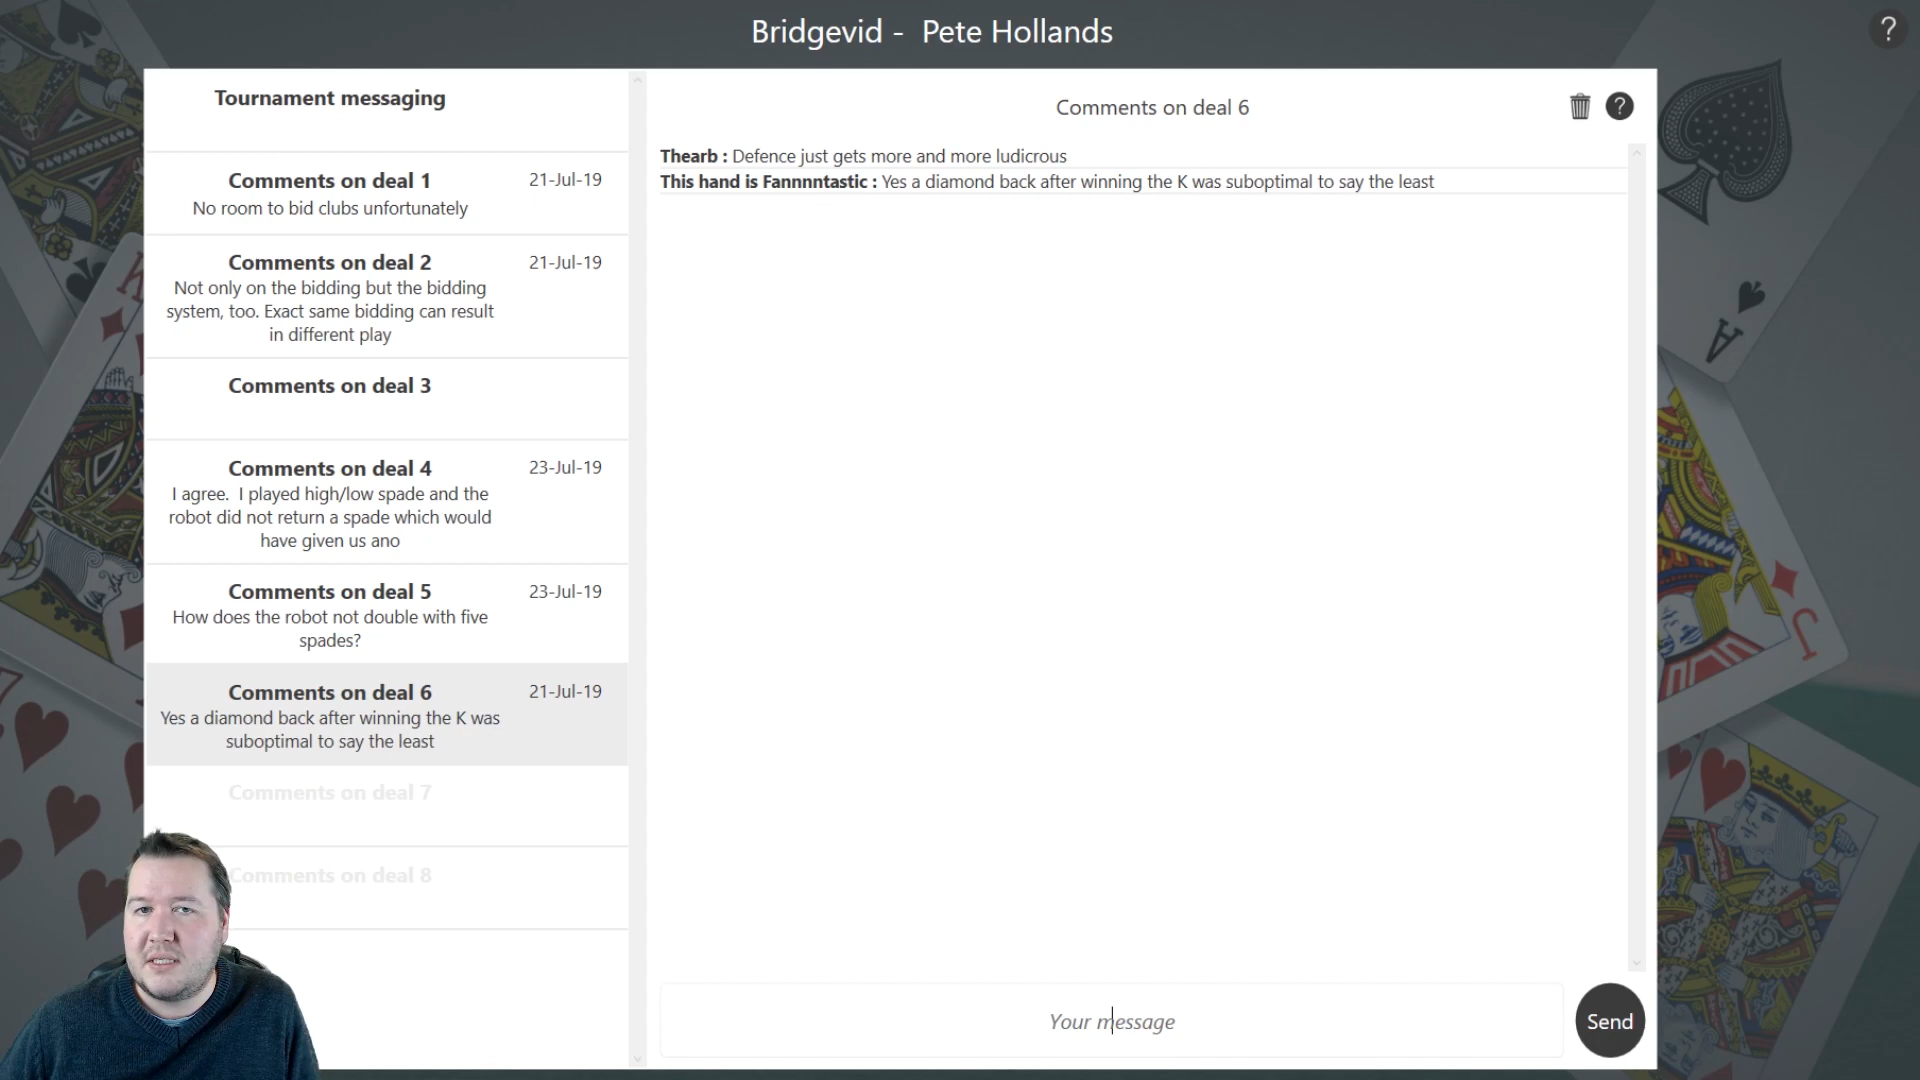 Bridgevid - Pete Hollands
?
Tournament messaging
Comments on deal 1
21-Jul-19
No room to bid clubs unfortunately
Comments on deal 2
21-Jul-19
Not only on the bidding but the bidding
system, too. Exact same bidding can result
in different play
Comments on deal 3
Comments on deal 4
23-Jul-19
I agree. I played high/low spade and the
robot did not return a spade which would
have given us ano
Comments on deal 5
23-Jul-19
How does the robot not double with five
spades?
Comments on deal 6
21-Jul-19
Yes a diamond back after winning the K was
suboptimal to say the least
Comments on deal 7
Comments on deal 8
Comments on deal 6
?
Thearb : Defence just gets more and more ludicrous
This hand is Fannnntastic : Yes a diamond back after winning the K was suboptimal to say the least
Your message
Send
K
A
J